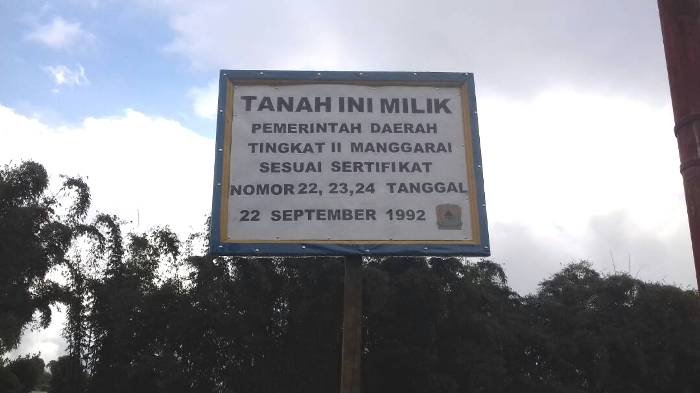 TANAH INI MILIK
PEMERINTAH DAERAH
TINGKAT II MANGGARAI
SESUAI SERTIFIKAT
NOMOR 22, 23,24 TANGGAL
22 SEPTEMBER 1992